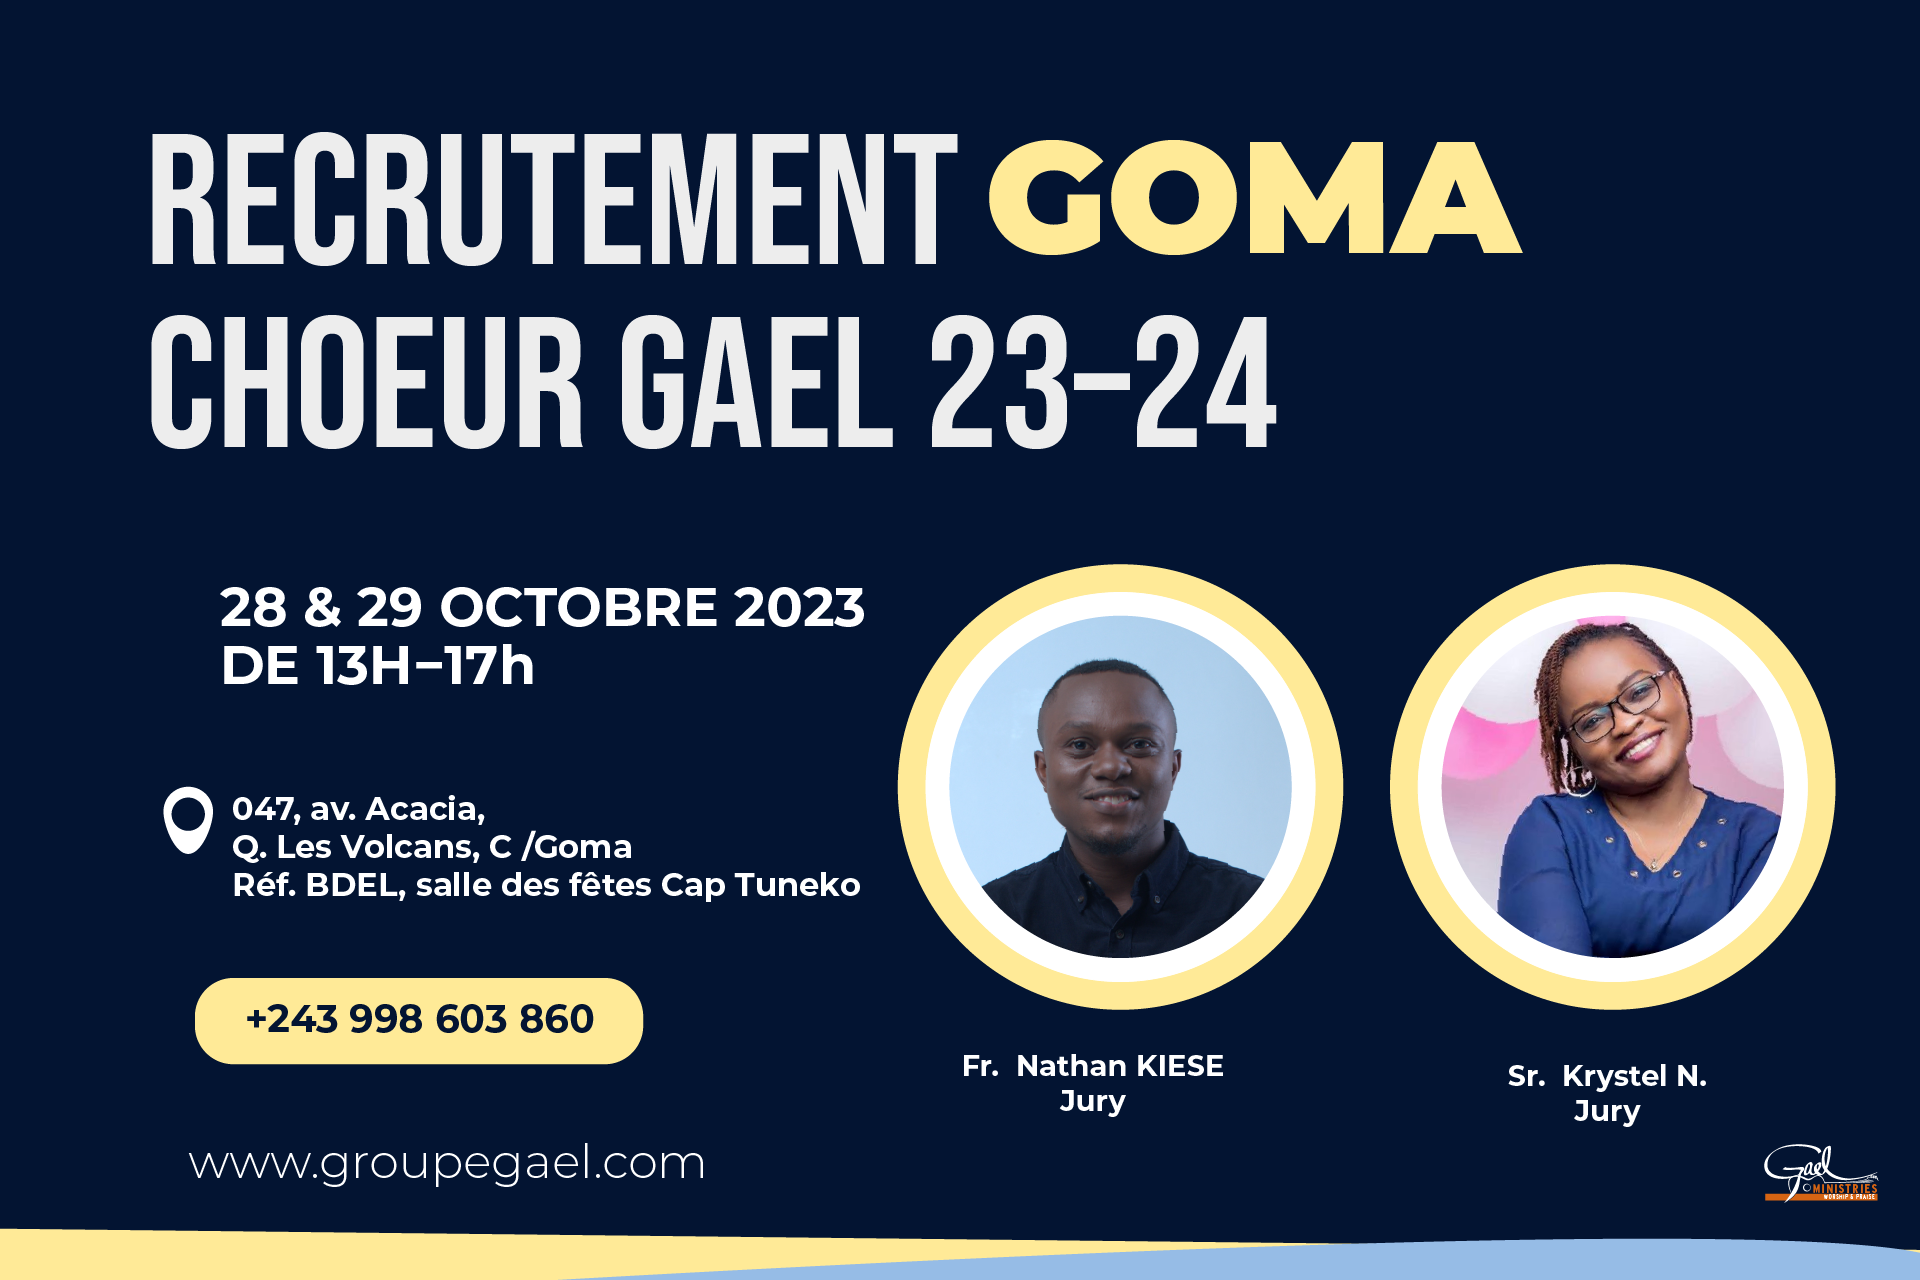 RECRUTEMENT GOMA
CHOEUR GAEL 23–24
28 & 29 OCTOBRE 2023
DE 13H–17h
047, av. Acacia,
Q. Les Volcans, C /Goma
Réf. BDEL, salle des fêtes Cap Tuneko
+243 998 603 860
www.groupegael.com
Fr. Nathan KIESE
Jury
Sr. Krystel N.
Jury
Gael
MINISTRIES
WORSHIP & PRAISE